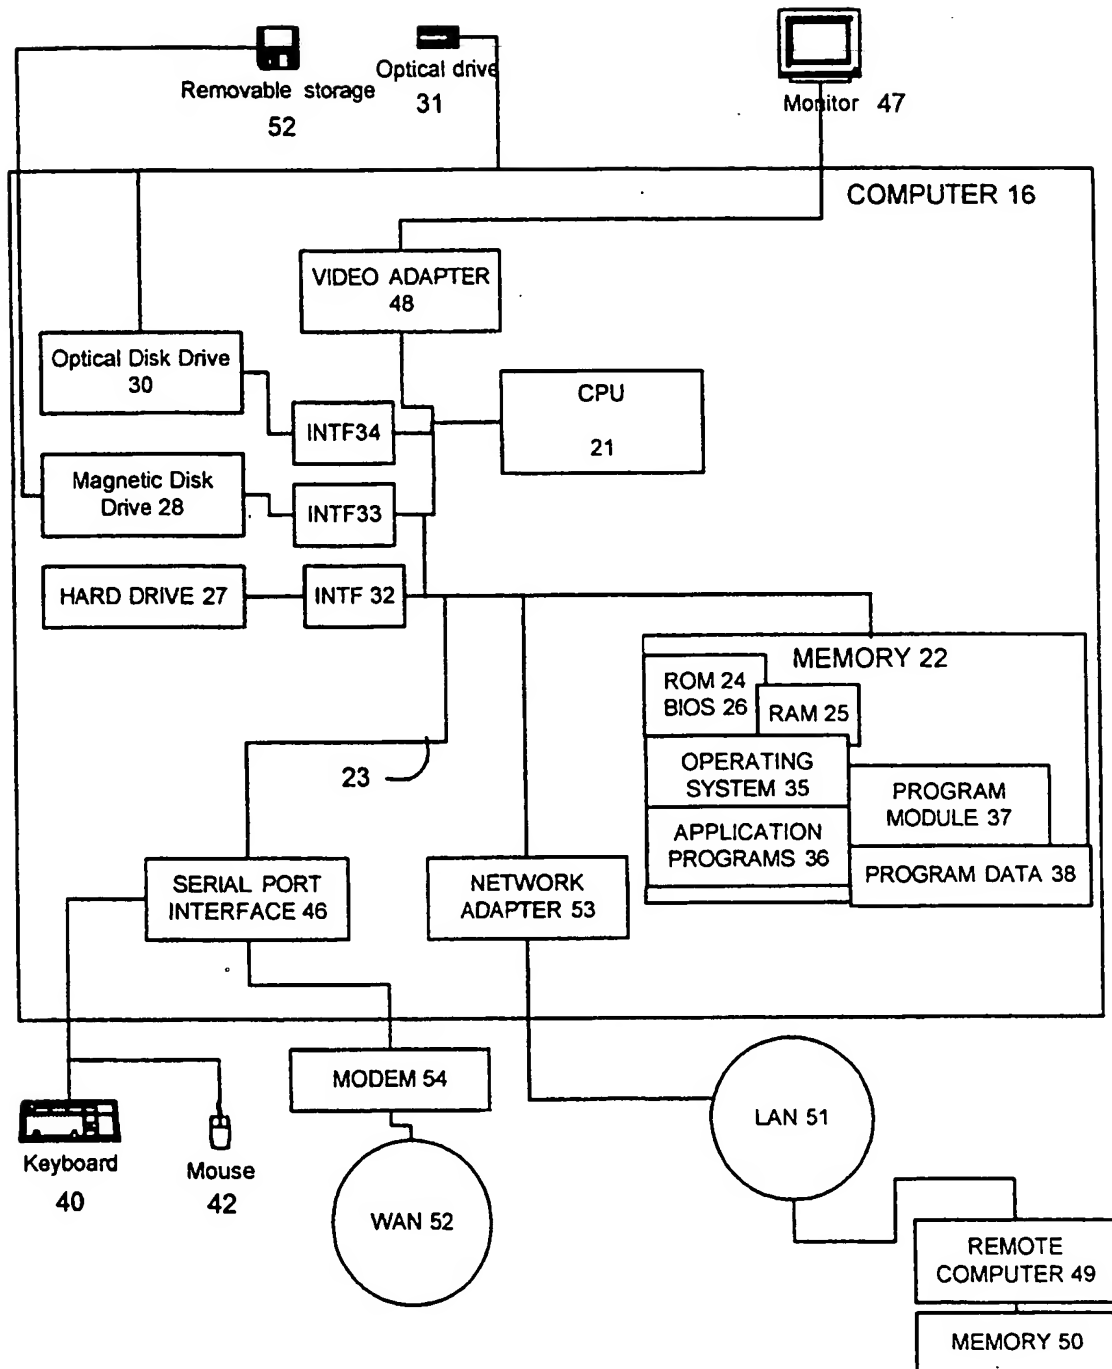 Removable storage
52
Optical drive
31
Monitor 47
COMPUTER 16
VIDEO ADAPTER
48
Optical Disk Drive
30
CPU
21
INTF34
Magnetic Disk
Drive 28
INTF33
HARD DRIVE 27
INTF 32
MEMORY 22
ROM 24
BIOS 26
RAM 25
OPERATING
SYSTEM 35
PROGRAM
MODULE 37
APPLICATION
PROGRAMS 36
PROGRAM DATA 38
23
SERIAL PORT
INTERFACE 46
NETWORK
ADAPTER 53
MODEM 54
LAN 51
Keyboard
40
Mouse
42
WAN 52
REMOTE
COMPUTER 49
MEMORY 50